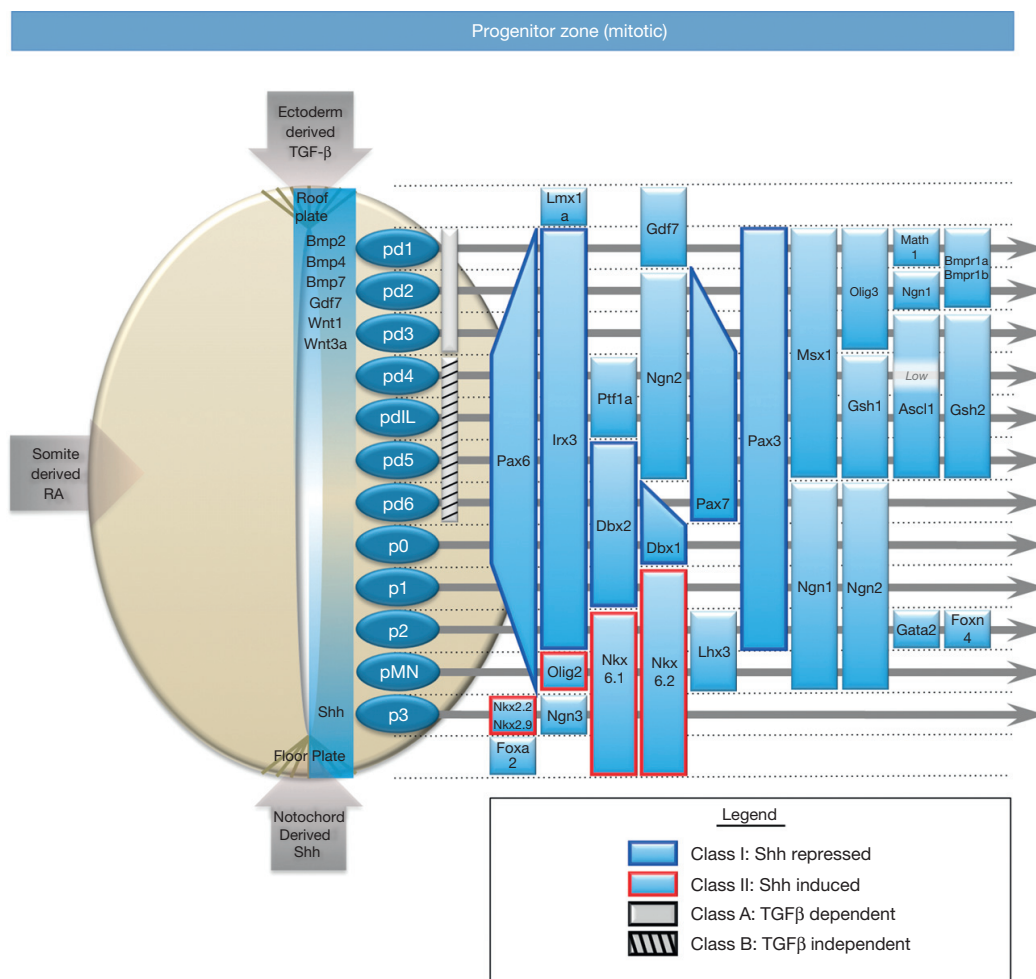 Progenitor zone (mitotic)
Ectoderm
derived
TGF-β
Roof
plate
Bmp2
Bmp4
Bmp7
Gdf7
Wnt1
Wnt3a
Somite
derived
RA
Shh
Floor Plate
Notochord
Derived
Shh
pd1
pd2
pd3
pd4
pdIL
pd5
pd6
p0
p1
p2
pMN
p3
Pax6
Nkx2.2
Nkx2.9
Foxa
2
Lmx1
a
Irx3
Olig2
Ngn3
Ptf1a
Dbx2
Nkx
6.1
Gdf7
Ngn2
Dbx1
Nkx
6.2
Pax7
Lhx3
Pax3
Msx1
Ngn1
Olig3
Gsh1
Ngn2
Math
1
Ngn1
Low
Ascl1
Gata2
Bmpr1a
Bmpr1b
Gsh2
Foxn
4
Legend
Class I: Shh repressed
Class II: Shh induced
Class A: TGFβ dependent
Class B: TGFβ independent